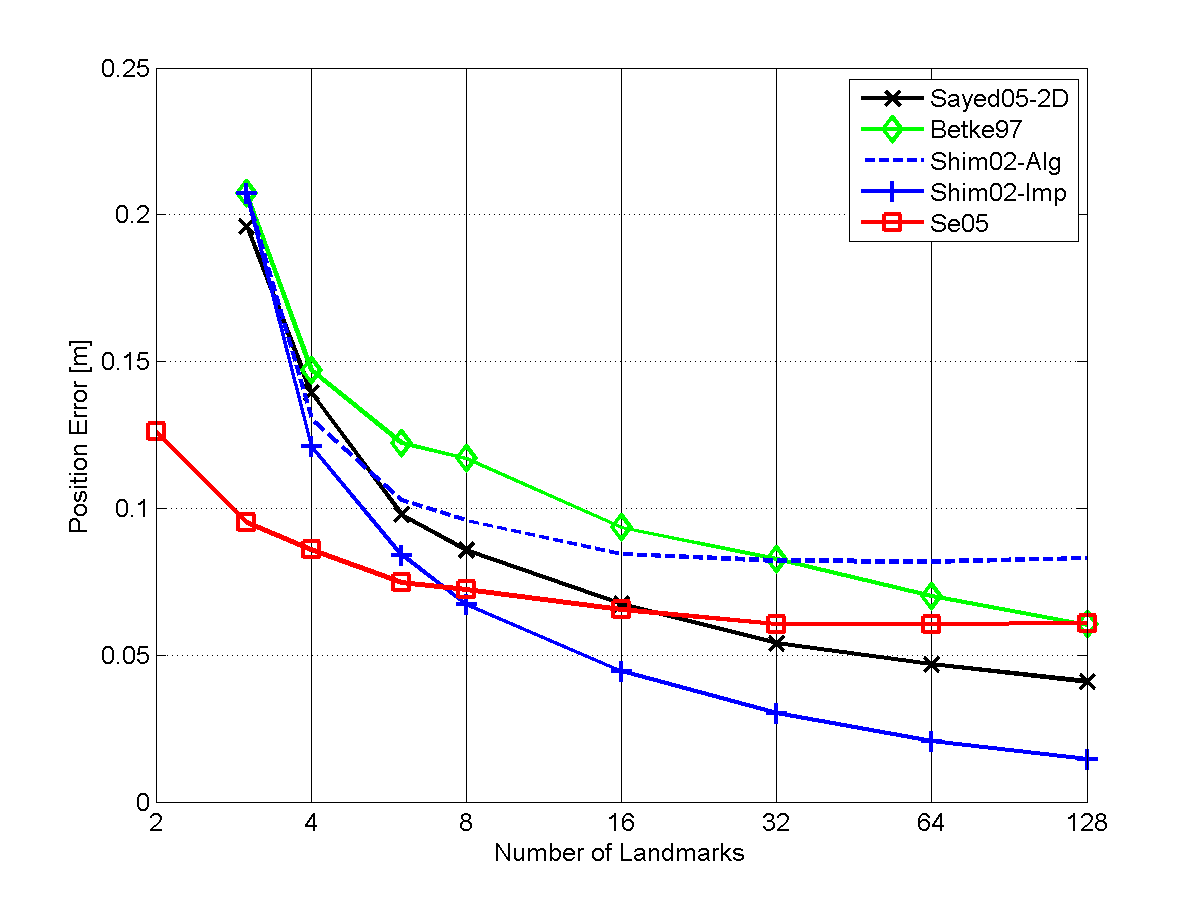 0.25
0.2
0.15
0.1
0.05
0
Position Error [m]
2 4 8 16 32 64 128
Number of Landmarks
Sayed05-2D
Betke97
Shim02-Alg
Shim02-Imp
Se05